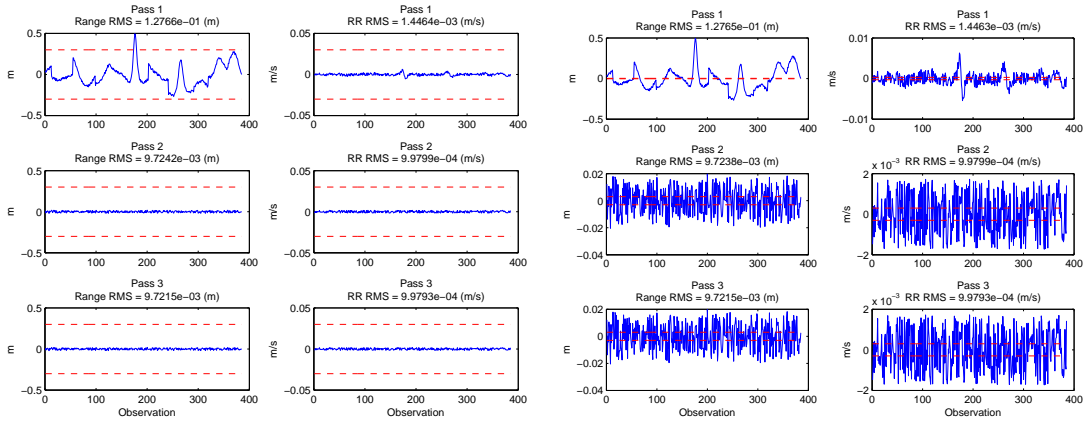 Pass 1
Range RMS = 1.2766e−01 (m)
0.5
0
−0.5
m
0 100 200 300 400
Pass 1
RR RMS = 1.4464e−03 (m/s)
0.05
0
−0.05
m/s
0 100 200 300 400
Pass 1
Range RMS = 1.2765e−01 (m)
0.5
0
−0.5
m
0 100 200 300 400
Pass 1
RR RMS = 1.4463e−03 (m/s)
0.01
0
−0.01
m/s
0 100 200 300 400
Pass 2
Range RMS = 9.7242e−03 (m)
0.5
0
−0.5
m
0 100 200 300 400
Pass 2
RR RMS = 9.9799e−04 (m/s)
0.05
0
−0.05
m/s
0 100 200 300 400
Pass 2
Range RMS = 9.7238e−03 (m)
0.02
0
−0.02
−0.04
m
0 100 200 300 400
Pass 2
x 10−3
RR RMS = 9.9799e−04 (m/s)
2
0
−2
m/s
0 100 200 300 400
Pass 3
Range RMS = 9.7215e−03 (m)
0.5
0
−0.5
m
0 100 200 300 400
Observation
Pass 3
RR RMS = 9.9793e−04 (m/s)
0.05
0
−0.05
m/s
0 100 200 300 400
Observation
Pass 3
Range RMS = 9.7215e−03 (m)
0.02
0
−0.02
−0.04
m
0 100 200 300 400
Observation
Pass 3
x 10−3
RR RMS = 9.9793e−04 (m/s)
2
0
−2
m/s
0 100 200 300 400
Observation